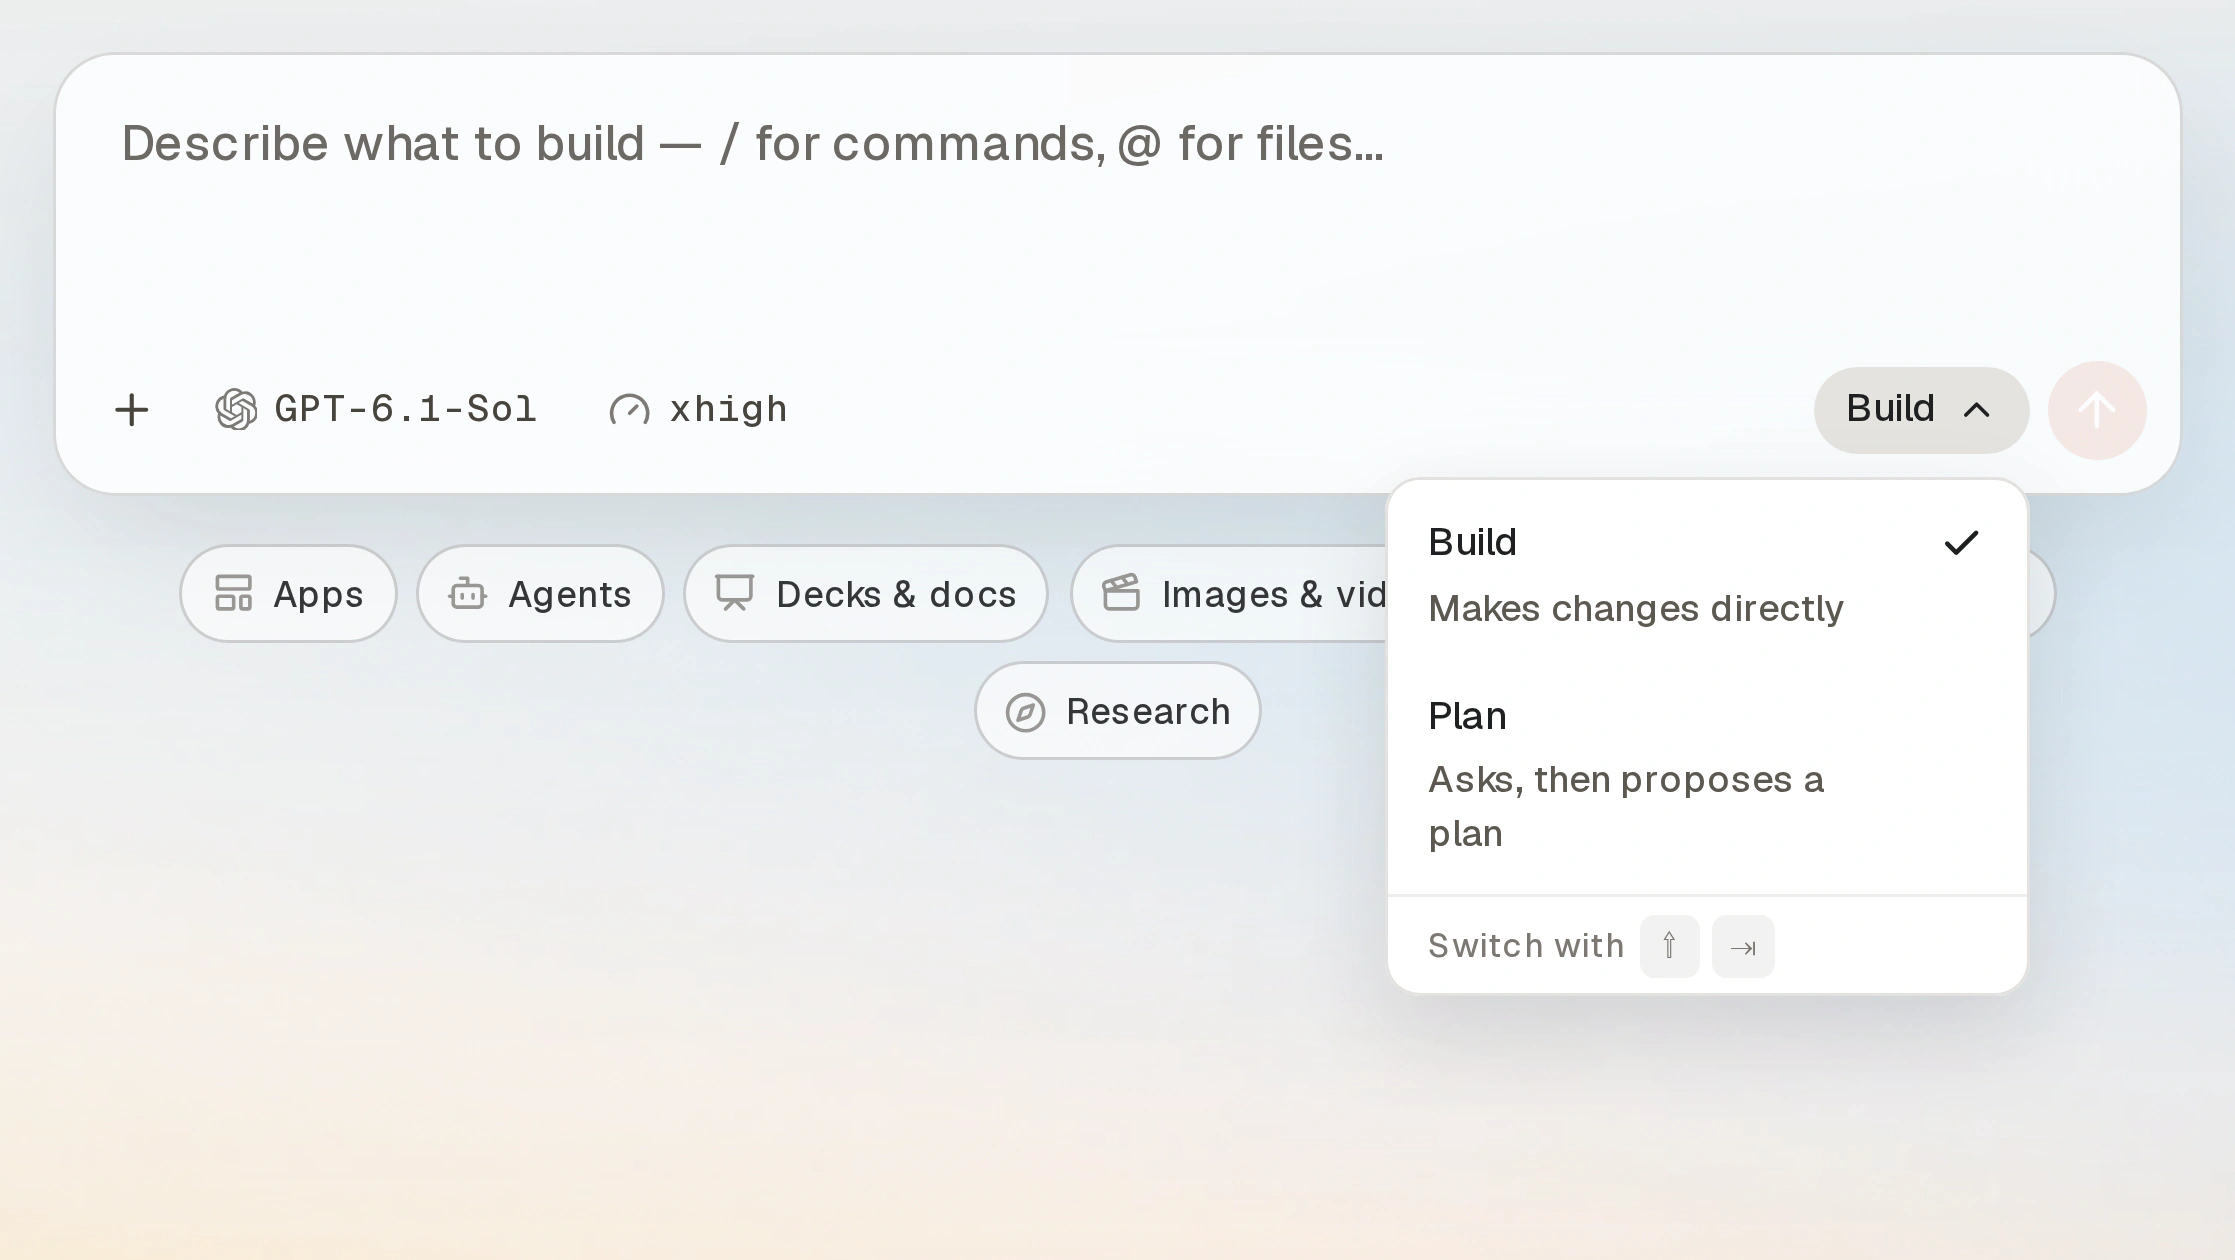 Describe what to build — / for commands, @ for files...
GPT-6.1-Sol
xhigh
Build
Build
Makes changes directly
Plan
Asks, then proposes a
plan
Switch with ⇧ ⇥
Apps
Agents
Decks & docs
Images & vid
Research